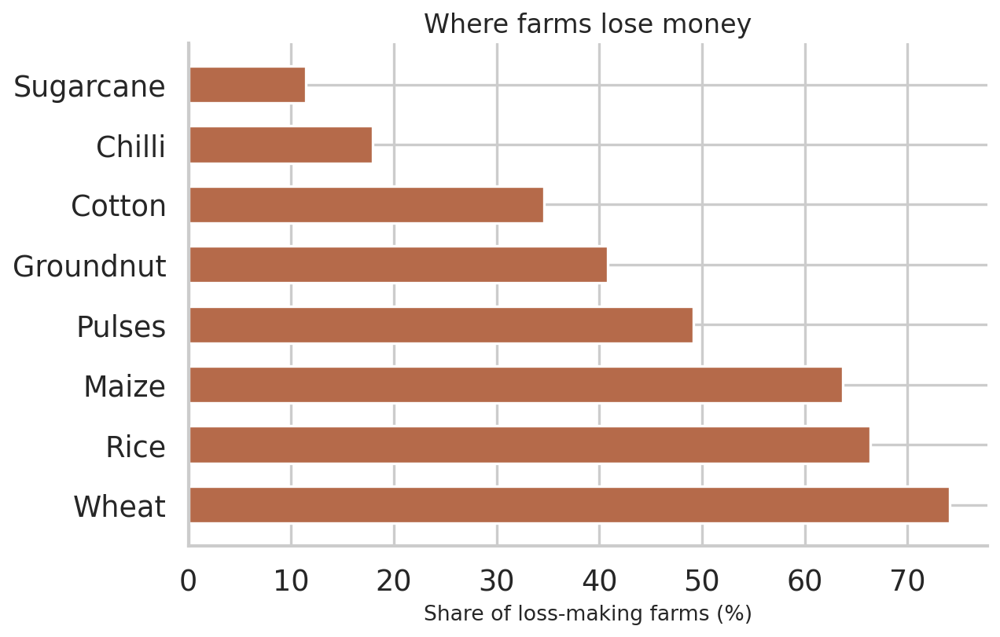 Where farms lose money
Sugarcane
Chilli
Cotton
Groundnut
Pulses
Maize
Rice
Wheat
0 10 20 30 40 50 60 70
Share of loss-making farms (%)